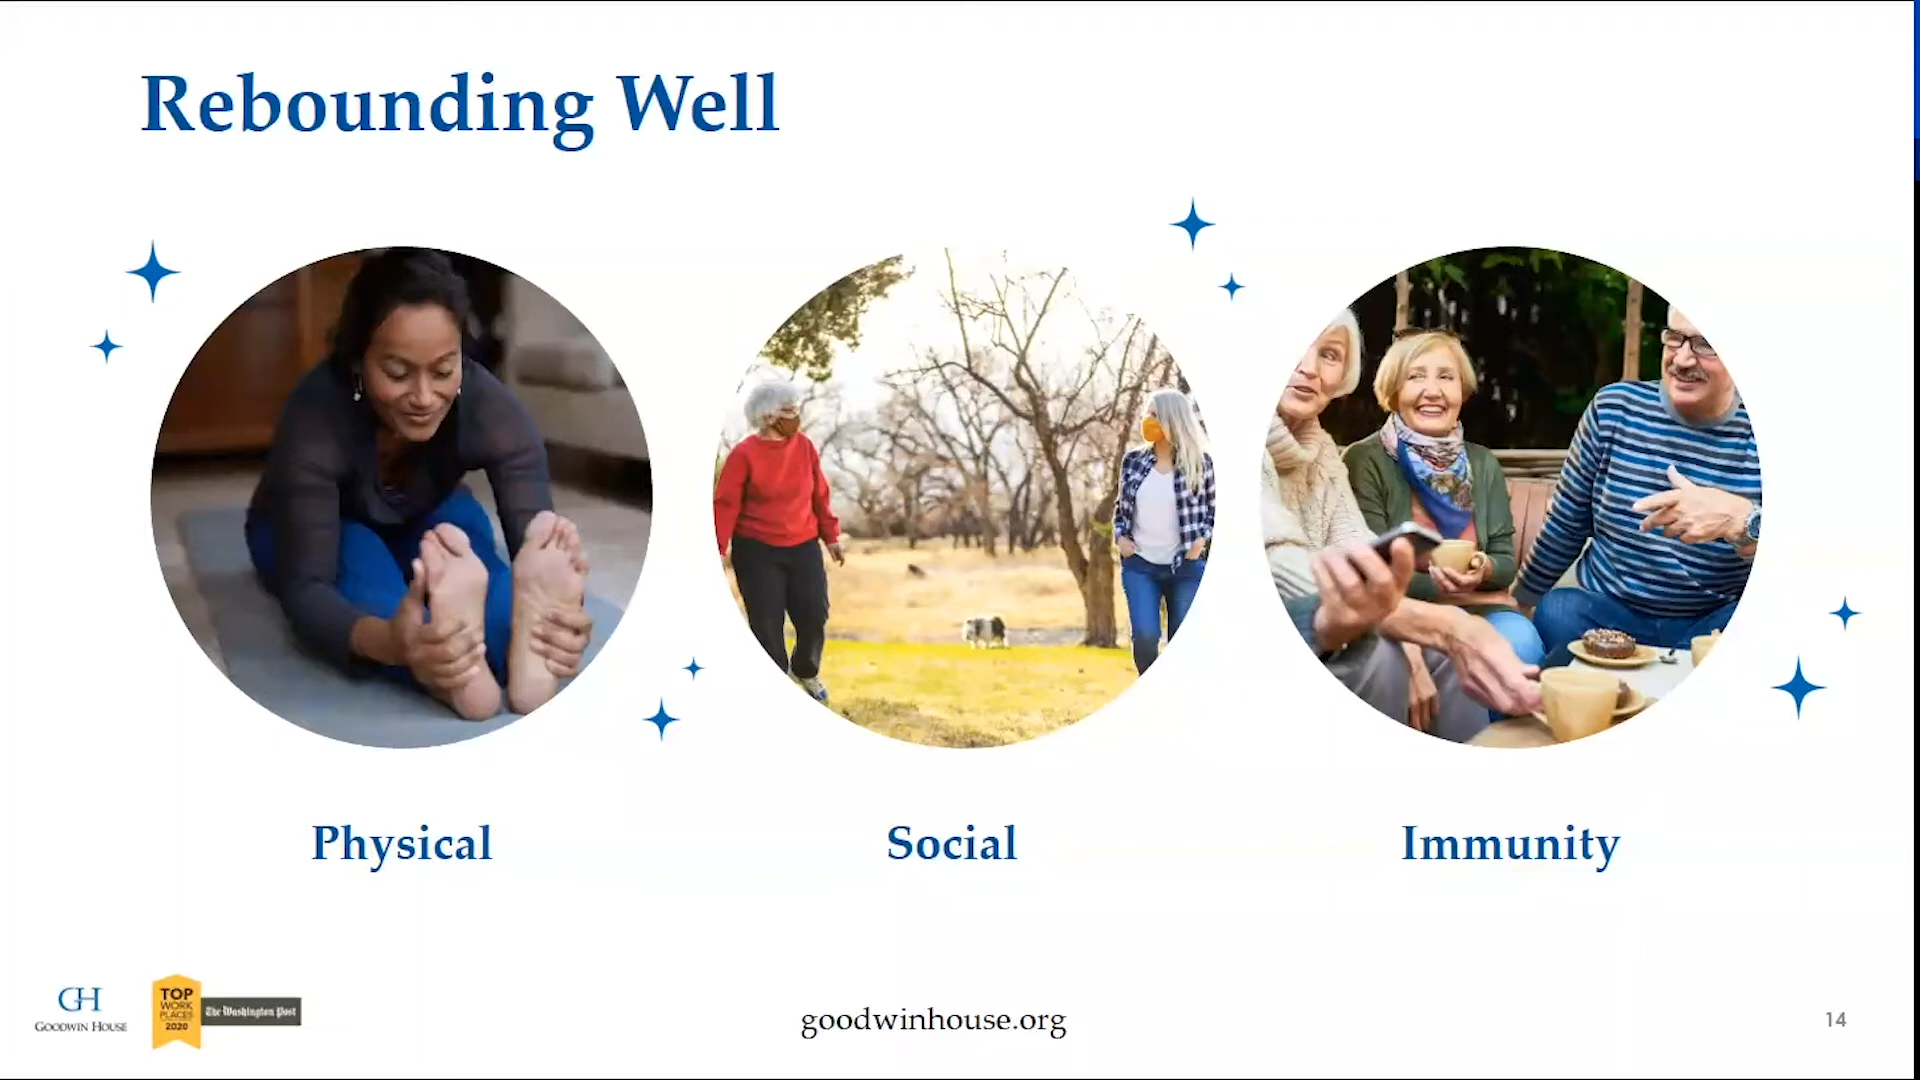 Rebounding Well
Physical
Social
Immunity
GH
GOODWIN HOUSE
TOP
WORK
PLACES
2020
The Washington Post
goodwinhouse.org
14